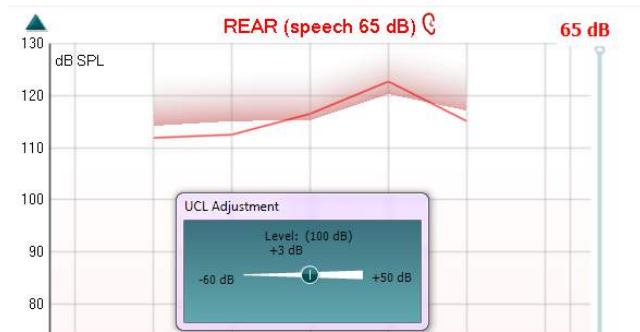 REAR (speech 65 dB)
65 dB
130
dB SPL
120
110
100
90
80
UCL Adjustment
Level: (100 dB)
+3 dB
-60 dB
+50 dB